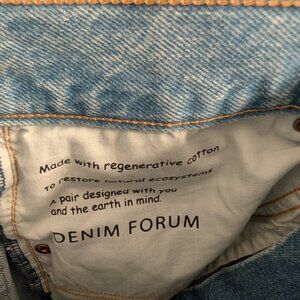 Made with regenerative cotton
To restore natural ecosystems.
A pair designed with you
and the earth in mind.
DENIM FORUM